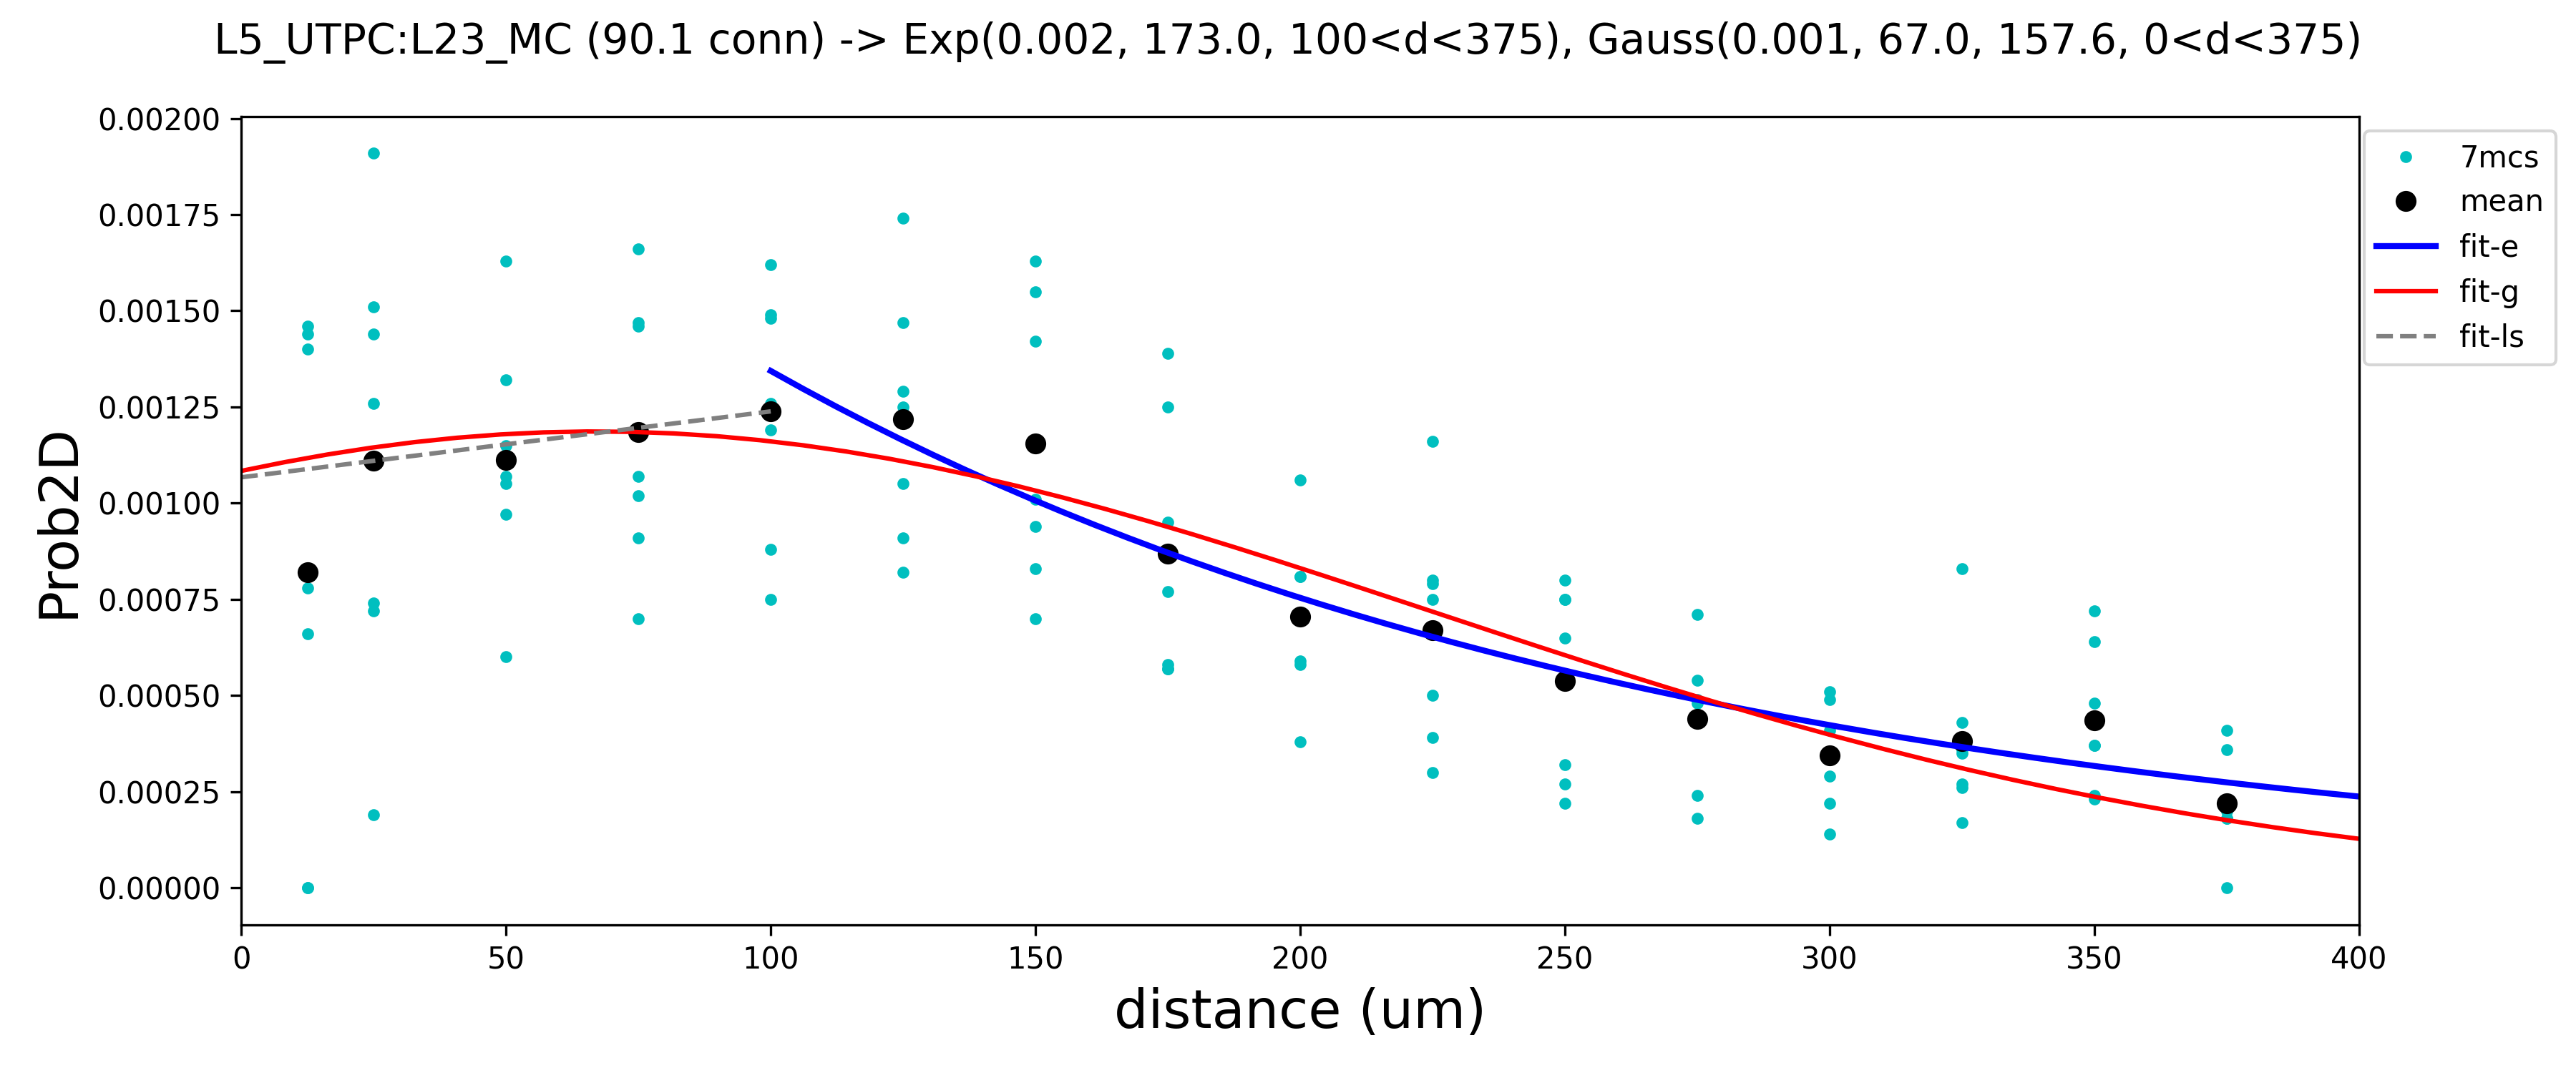 L5_UTPC:L23_MC (90.1 conn) -> Exp(0.002, 173.0, 100<d<375), Gauss(0.001, 67.0, 157.6, 0<d<375)
0.00200
0.00175
0.00150
0.00125
0.00100
0.00075
0.00050
0.00025
0.00000
Prob2D
0 50 100 150 200 250 300 350 400
distance (um)
7mcs
mean
fit-e
fit-g
fit-ls